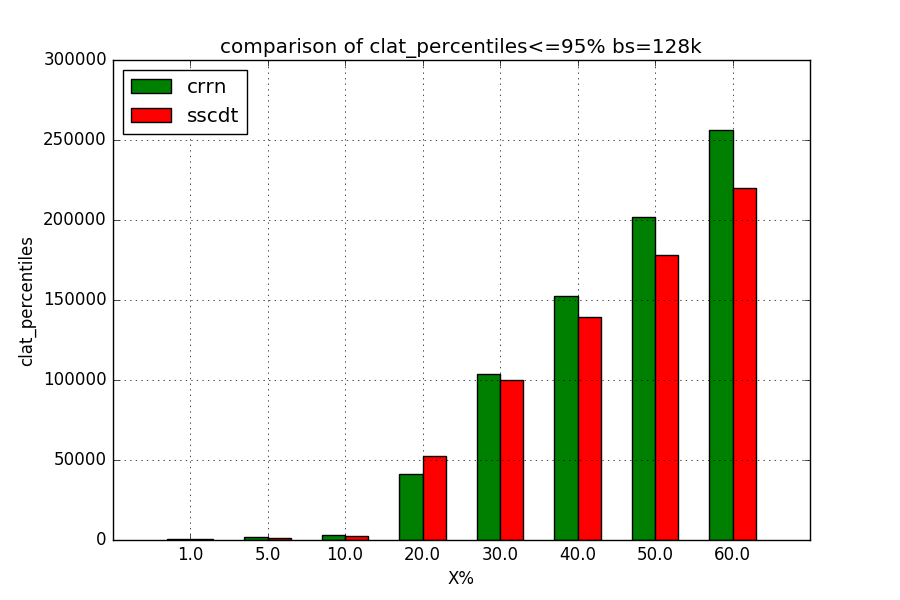 comparison of clat_percentiles<=95% bs=128k
300000
250000
200000
150000
100000
50000
0
clat_percentiles
crrn
sscdt
1.0 5.0 10.0 20.0 30.0 40.0 50.0 60.0
X%